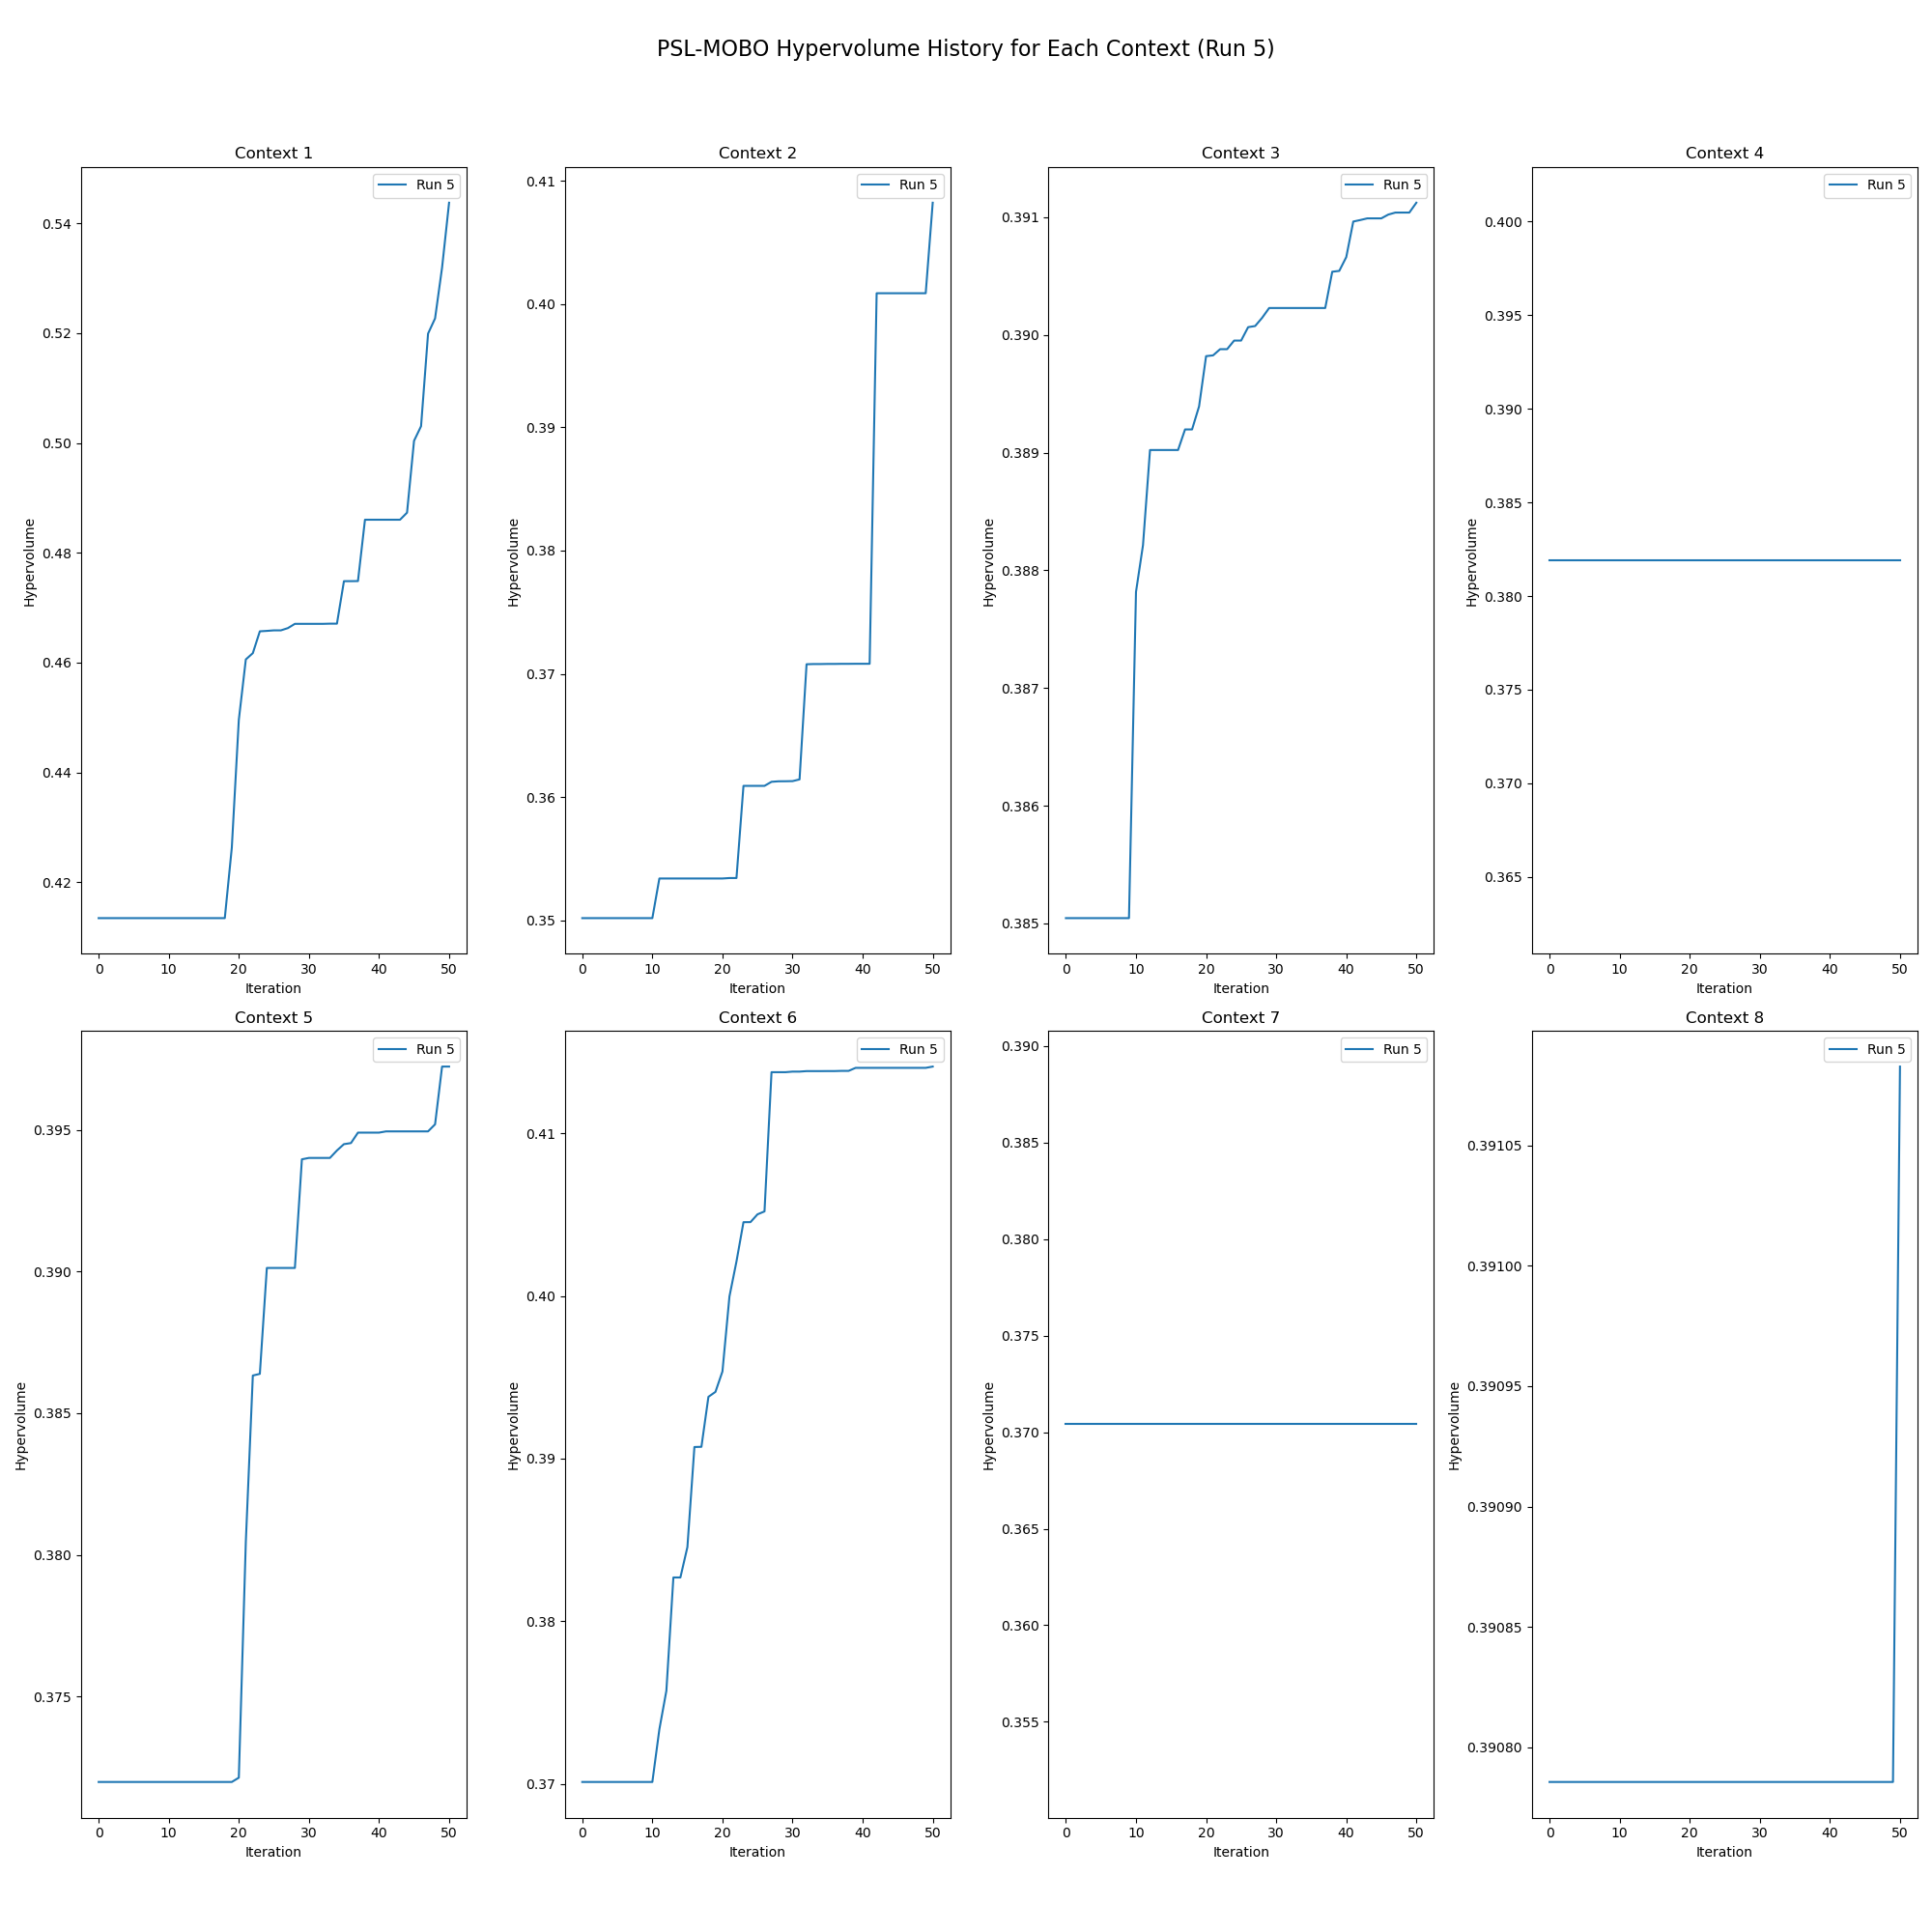 PSL-MOBO Hypervolume History for Each Context (Run 5)
Context 1
Run 5
0.54
0.52
0.50
0.48
0.46
0.44
0.42
Hypervolume
0 10 20 30 40 50
Iteration
Context 2
Run 5
0.41
0.40
0.39
0.38
0.37
0.36
0.35
Hypervolume
0 10 20 30 40 50
Iteration
Context 3
Run 5
0.391
0.390
0.389
0.388
0.387
0.386
0.385
Hypervolume
0 10 20 30 40 50
Iteration
Context 4
Run 5
0.400
0.395
0.390
0.385
0.380
0.375
0.370
0.365
Hypervolume
0 10 20 30 40 50
Iteration
Context 5
Run 5
0.395
0.390
0.385
0.380
0.375
Hypervolume
0 10 20 30 40 50
Iteration
Context 6
Run 5
0.41
0.40
0.39
0.38
0.37
Hypervolume
0 10 20 30 40 50
Iteration
Context 7
Run 5
0.390
0.385
0.380
0.375
0.370
0.365
0.360
0.355
Hypervolume
0 10 20 30 40 50
Iteration
Context 8
Run 5
0.39105
0.39100
0.39095
0.39090
0.39085
0.39080
Hypervolume
0 10 20 30 40 50
Iteration